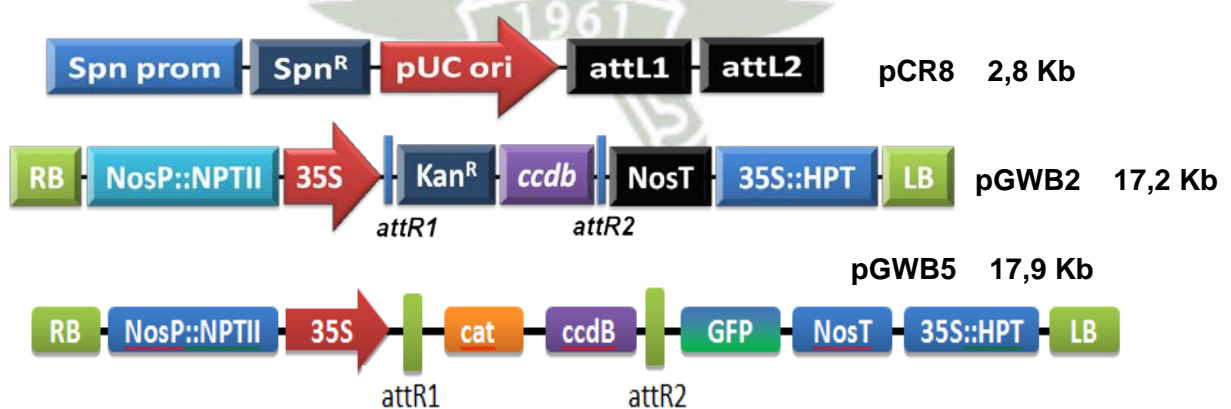 1961
Spn prom Spn^R pUC ori attL1 attL2 pCR8 2,8 Kb
RB NosP::NPTII 35S Kan^R ccdb NosT 35S::HPT LB pGWB2 17,2 Kb
attR1 attR2
pGWB5 17,9 Kb
RB NosP::NPTII 35S cat ccdB GFP NosT 35S::HPT LB
attR1 attR2